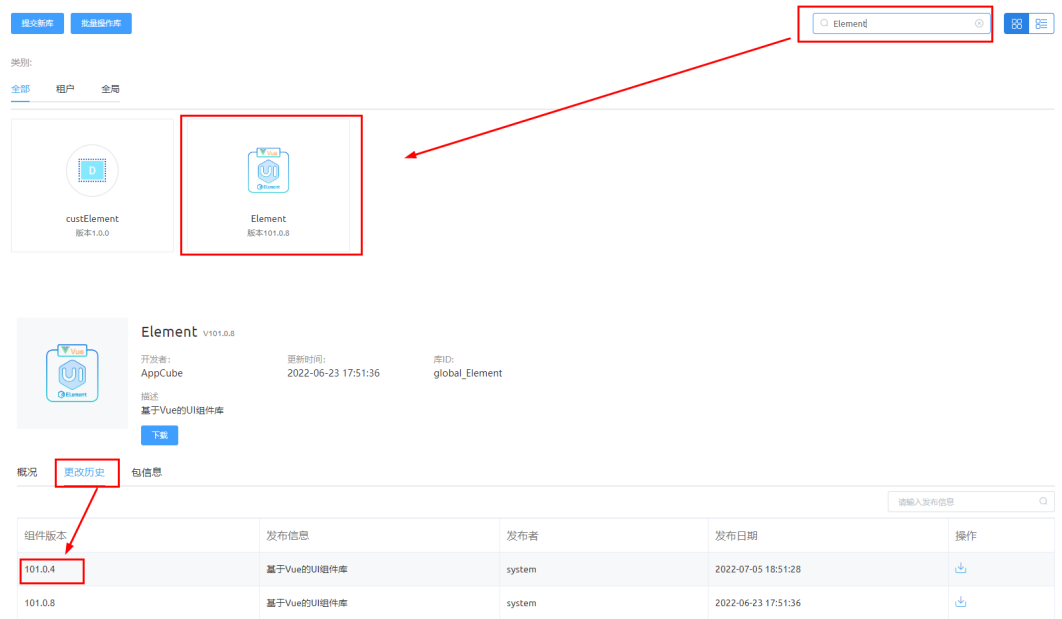 提交新库 批量操作库 Element
类别:
全部 租户 全局
D
Vue
UI
Element
custElement Element
版本1.0.0 版本101.0.8
Element V101.0.8
Vue
UI
Element
开发者: 更新时间: 库ID:
AppCube 2022-06-23 17:51:36 global_Element
描述
基于Vue的UI组件库
下载
概况 更改历史 包信息
请输入发布信息
组件版本 发布信息 发布者 发布日期 操作
101.0.4 基于Vue的UI组件库 system 2022-07-05 18:51:28
101.0.8 基于Vue的UI组件库 system 2022-06-23 17:51:36